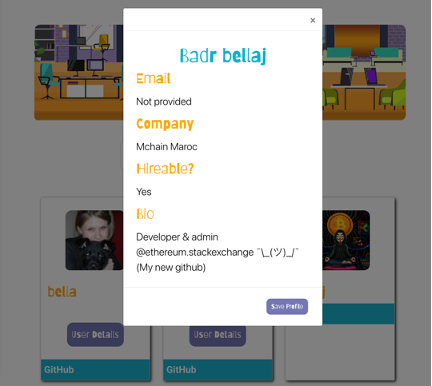 ×
Badr bellaj
Email
Not provided
Company
Mchain Maroc
Hireable?
Yes
Bio
Developer & admin
@ethereum.stackexchange ¯\_(ツ)_/¯
(My new github)
Save Profile
bella
User Details
User Details
GitHub
GitHub